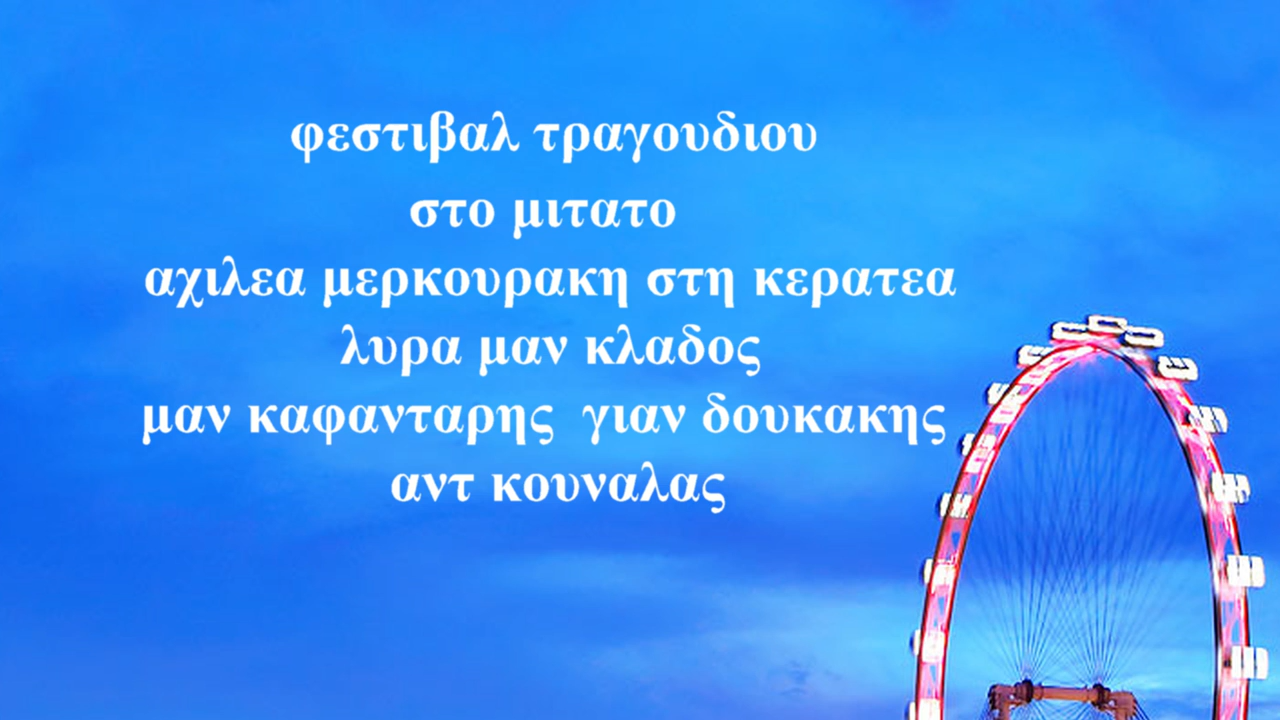 φεστιβαλ τραγουδιου
στο μιτατο
αχιλεα μερκουρακη στη κερατεα
λυρα μαν κλαδος
μαν καφανταρης γιαν δουκακης
αντ κουναλας